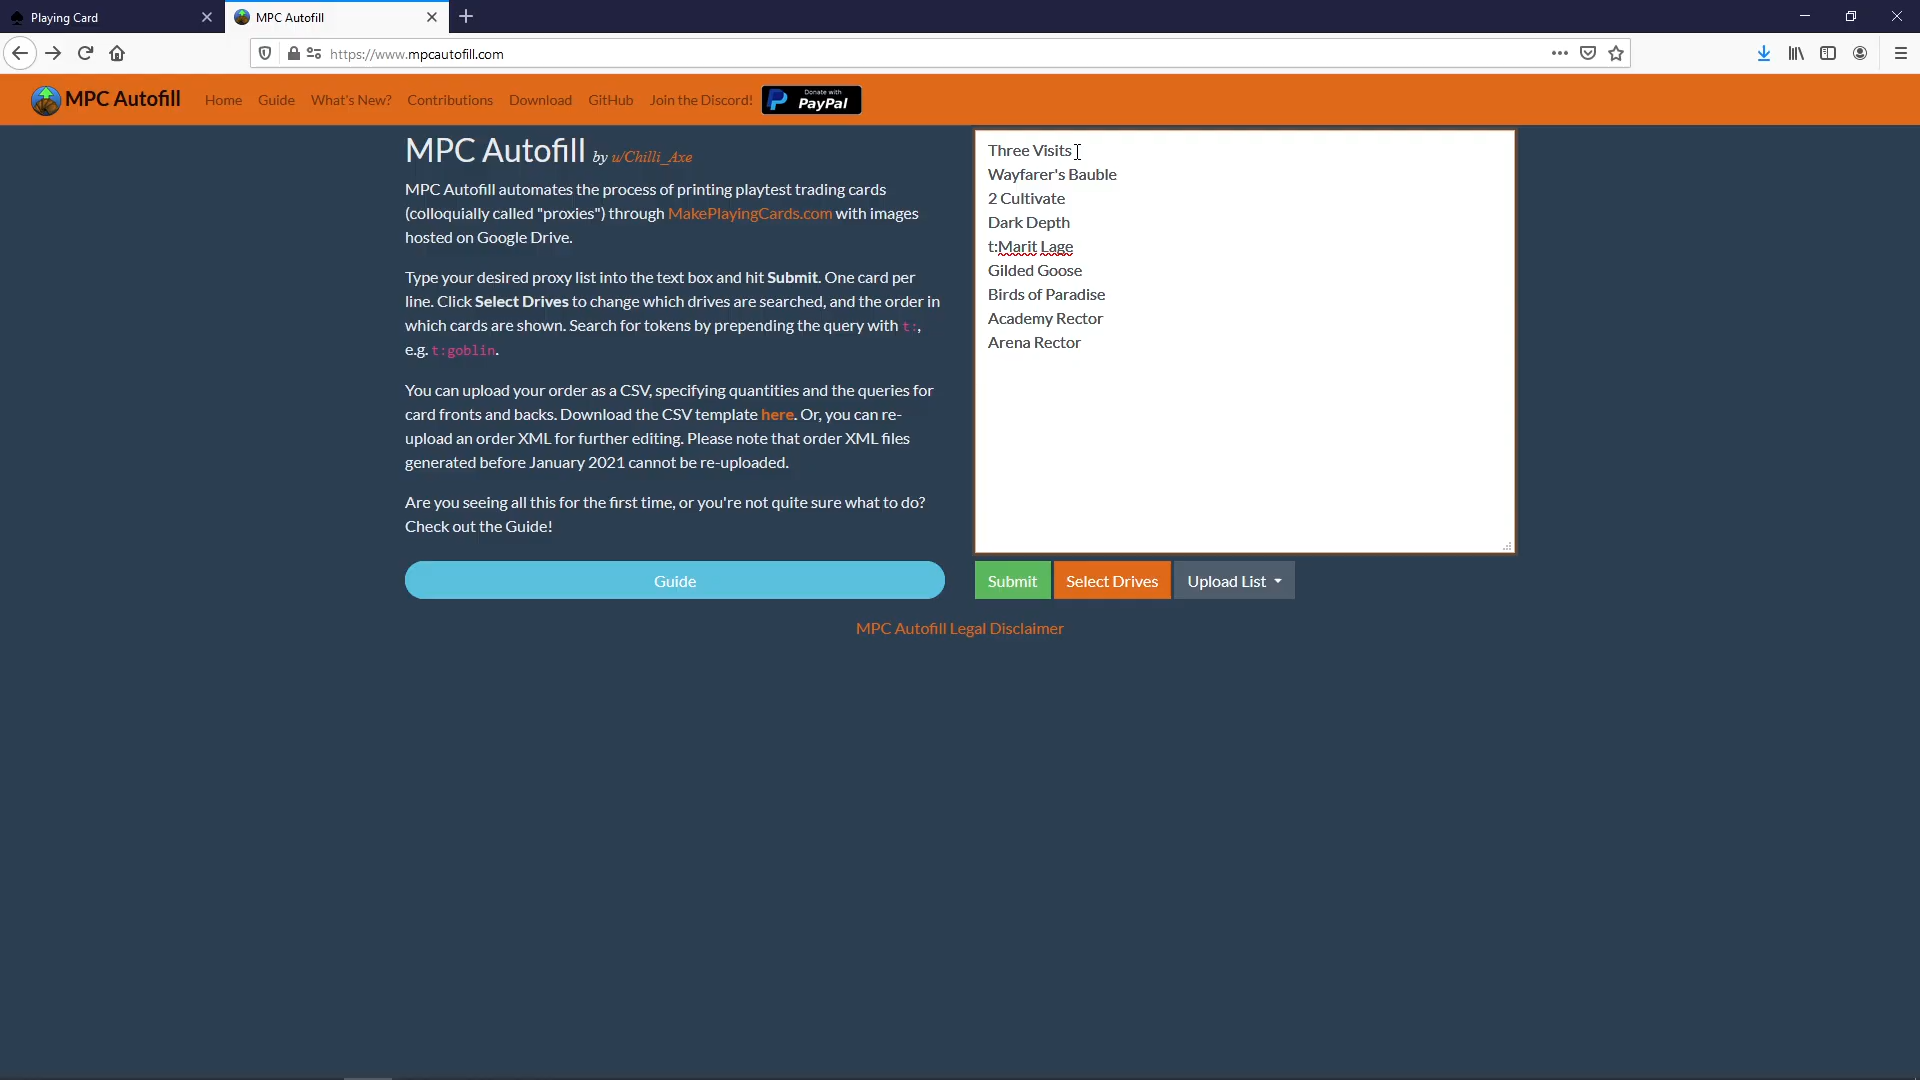 Playing Card
MPC Autofill
https://www.mpcautofill.com
MPC Autofill
Home
Guide
What's New?
Contributions
Download
GitHub
Join the Discord!
Donate with
PayPal
MPC Autofill by u/Chilli_Axe
MPC Autofill automates the process of printing playtest trading cards
(colloquially called "proxies") through MakePlayingCards.com with images
hosted on Google Drive.
Type your desired proxy list into the text box and hit Submit. One card per
line. Click Select Drives to change which drives are searched, and the order in
which cards are shown. Search for tokens by prepending the query with t:,
e.g. t:goblin.
You can upload your order as a CSV, specifying quantities and the queries for
card fronts and backs. Download the CSV template here. Or, you can re-
upload an order XML for further editing. Please note that order XML files
generated before January 2021 cannot be re-uploaded.
Are you seeing all this for the first time, or you're not quite sure what to do?
Check out the Guide!
Guide
Three Visits
Wayfarer's Bauble
2 Cultivate
Dark Depth
t:Marit Lage
Gilded Goose
Birds of Paradise
Academy Rector
Arena Rector
Submit
Select Drives
Upload List
MPC Autofill Legal Disclaimer